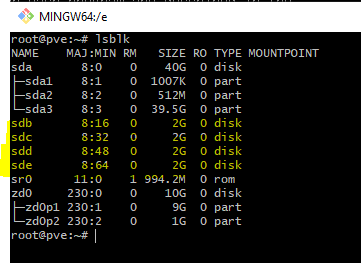 MINGW64:/e
root@pve:~# lsblk
NAME MAJ:MIN RM SIZE RO TYPE MOUNTPOINT
sda 8:0 0 40G 0 disk
├─sda1 8:1 0 1007K 0 part
├─sda2 8:2 0 512M 0 part
└─sda3 8:3 0 39.5G 0 part
sdb 8:16 0 2G 0 disk
sdc 8:32 0 2G 0 disk
sdd 8:48 0 2G 0 disk
sde 8:64 0 2G 0 disk
sr0 11:0 1 994.2M 0 rom
zd0 230:0 0 10G 0 disk
├─zd0p1 230:1 0 9G 0 part
└─zd0p2 230:2 0 1G 0 part
root@pve:~#